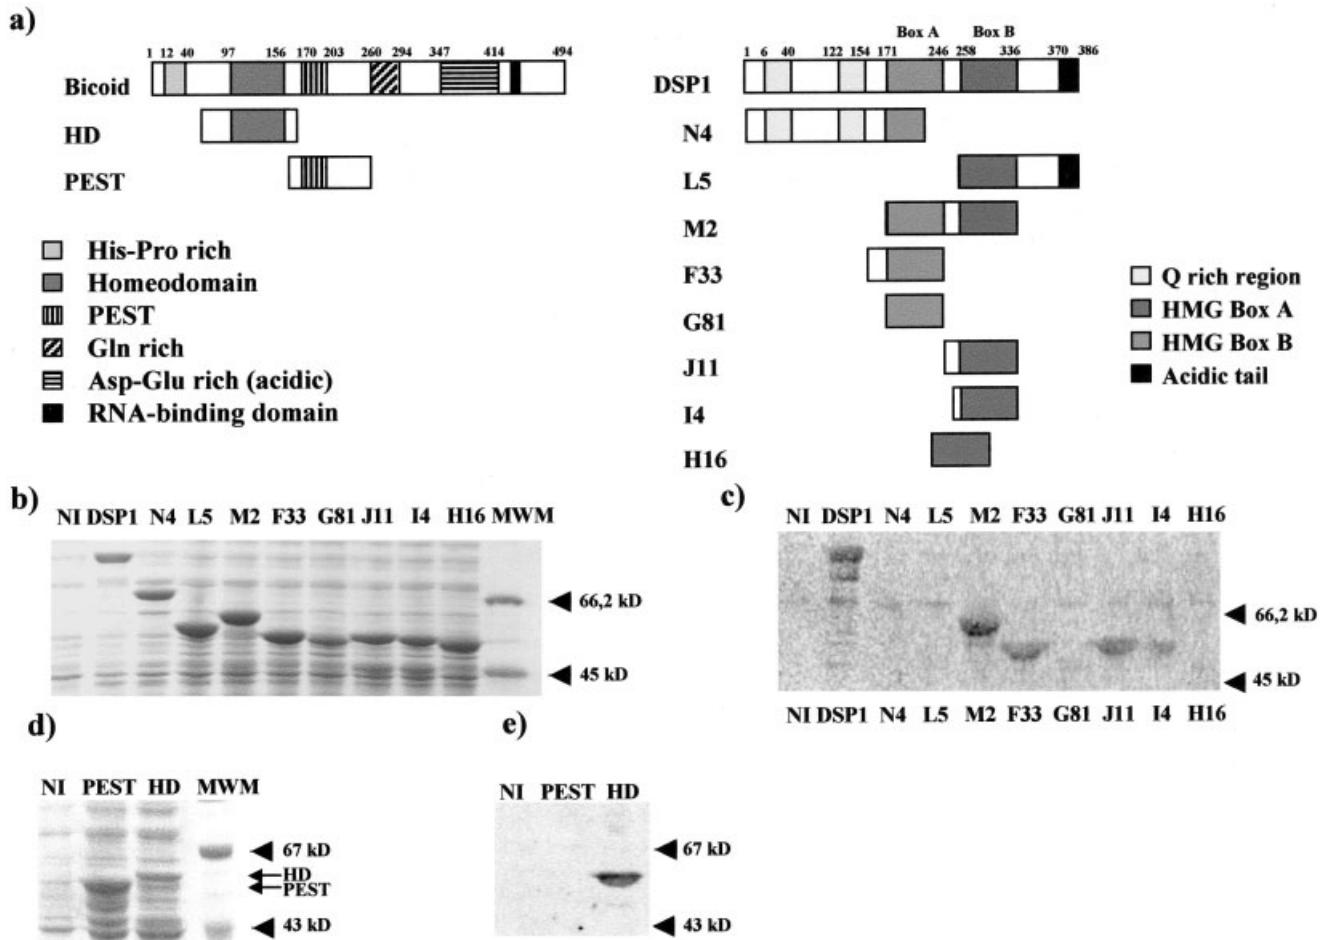 a)
Box A Box B
1 12 40 97 156 170 203 260 294 347 414 494
1 6 40 122 154 171 246 258 336 370 386
Bicoid
DSP1
HD
N4
PEST
L5
M2
F33
G81
J11
I4
H16
His-Pro rich
Homeodomain
PEST
Gln rich
Asp-Glu rich (acidic)
RNA-binding domain
Q rich region
HMG Box A
HMG Box B
Acidic tail
b)
NI DSP1 N4 L5 M2 F33 G81 J11 I4 H16 MWM
66,2 kD
45 kD
c)
NI DSP1 N4 L5 M2 F33 G81 J11 I4 H16
66,2 kD
45 kD
NI DSP1 N4 L5 M2 F33 G81 J11 I4 H16
d)
NI PEST HD MWM
67 kD
HD
PEST
43 kD
e)
NI PEST HD
67 kD
43 kD